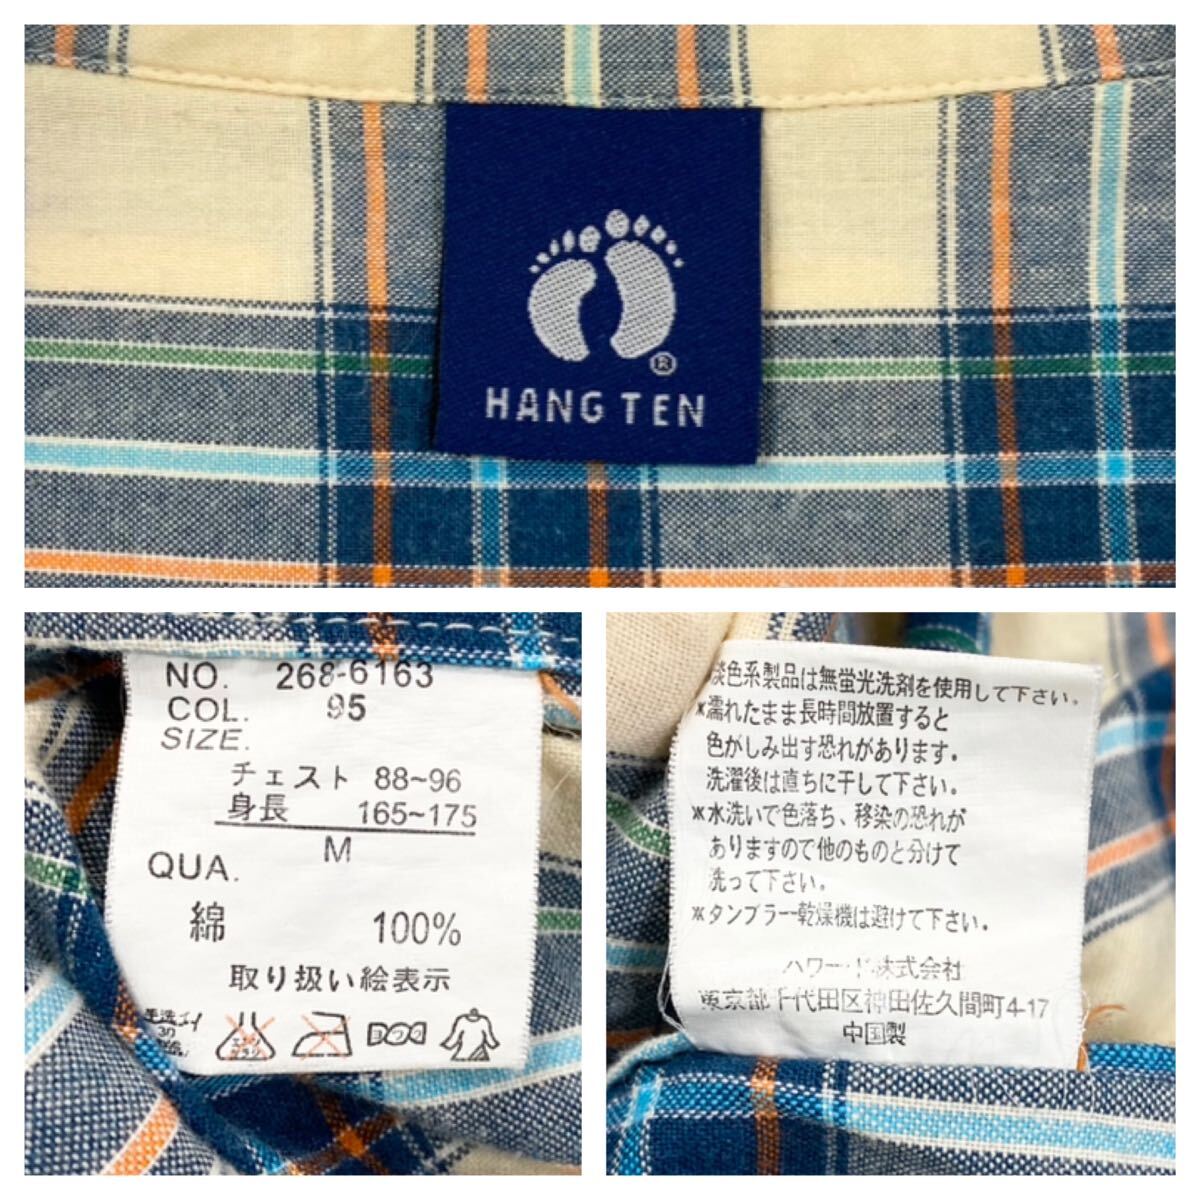 ®
HANG TEN
NO. 268-6163
COL. 95
SIZE.
チェスト 88~96
身長 165~175
M
QUA.
綿 100%
取り扱い絵表示
淡色系製品は無蛍光洗剤を使用して下さい。
※濡れたまま長時間放置すると
色がしみ出す恐れがあります。
洗濯後は直ちに干して下さい。
※水洗いで色落ち、移染の恐れが
ありますので他のものと分けて
洗って下さい。
※タンブラー乾燥機は避けて下さい。
ハワード株式会社
東京都千代田区神田佐久間町4-17
中国製